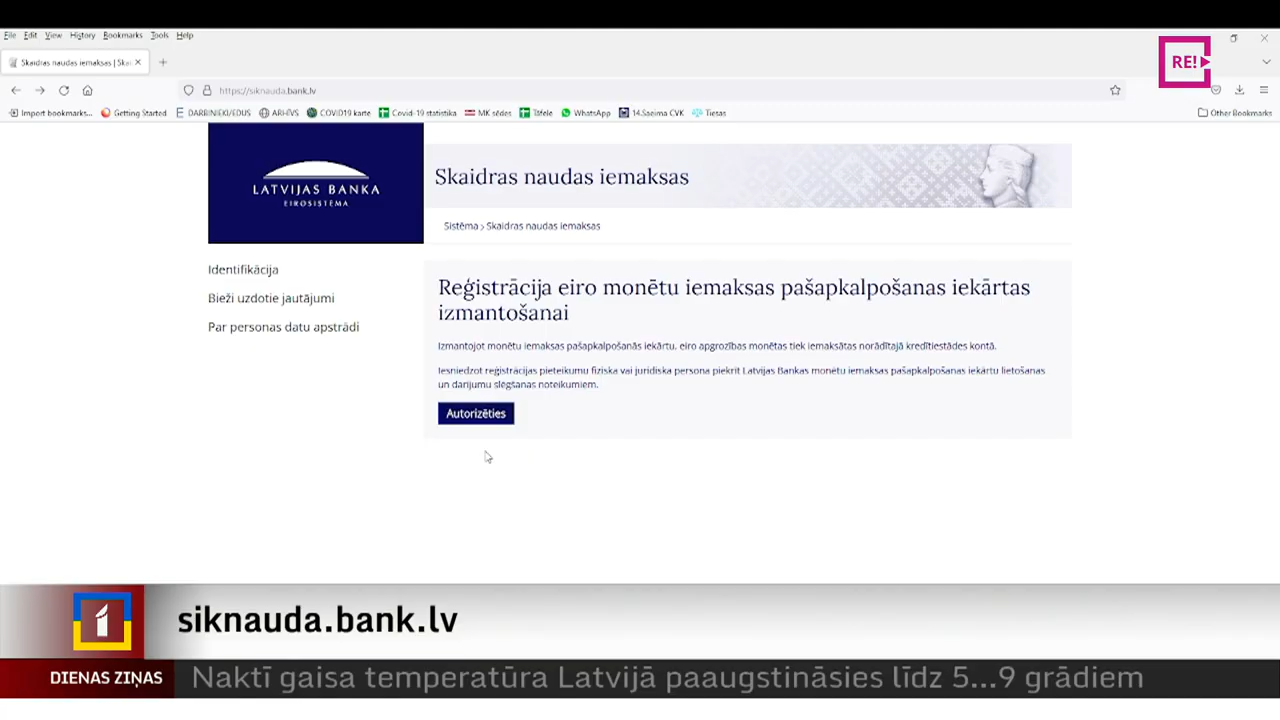 File Edit View History Bookmarks Tools Help
Skaidras naudas iemaksas | Skai
RE!
https://siknauda.bank.lv
Import bookmarks... Getting Started DARBINIEKI/EDUS ARHĪVS COVID19 karte Covid-19 statistika MK sēdes Tāfele WhatsApp 14.Saeima CVK Tiesas Other Bookmarks
LATVIJAS BANKA
EIROSISTĒMA
Skaidras naudas iemaksas
Sistēma > Skaidras naudas iemaksas
Identifikācija
Bieži uzdotie jautājumi
Par personas datu apstrādi
Reģistrācija eiro monētu iemaksas pašapkalpošanas iekārtas
izmantošanai
Izmantojot monētu iemaksas pašapkalpošanās iekārtu, eiro apgrozības monētas tiek iemaksātas norādītajā kredītiestādes kontā.
Iesniedzot reģistrācijas pieteikumu fiziska vai juridiska persona piekrīt Latvijas Bankas monētu iemaksas pašapkalpošanas iekārtu lietošanas
un darījumu slēgšanas noteikumiem.
Autorizēties
1
siknauda.bank.lv
DIENAS ZIŅAS
Naktī gaisa temperatūra Latvijā paaugstināsies līdz 5...9 grādiem